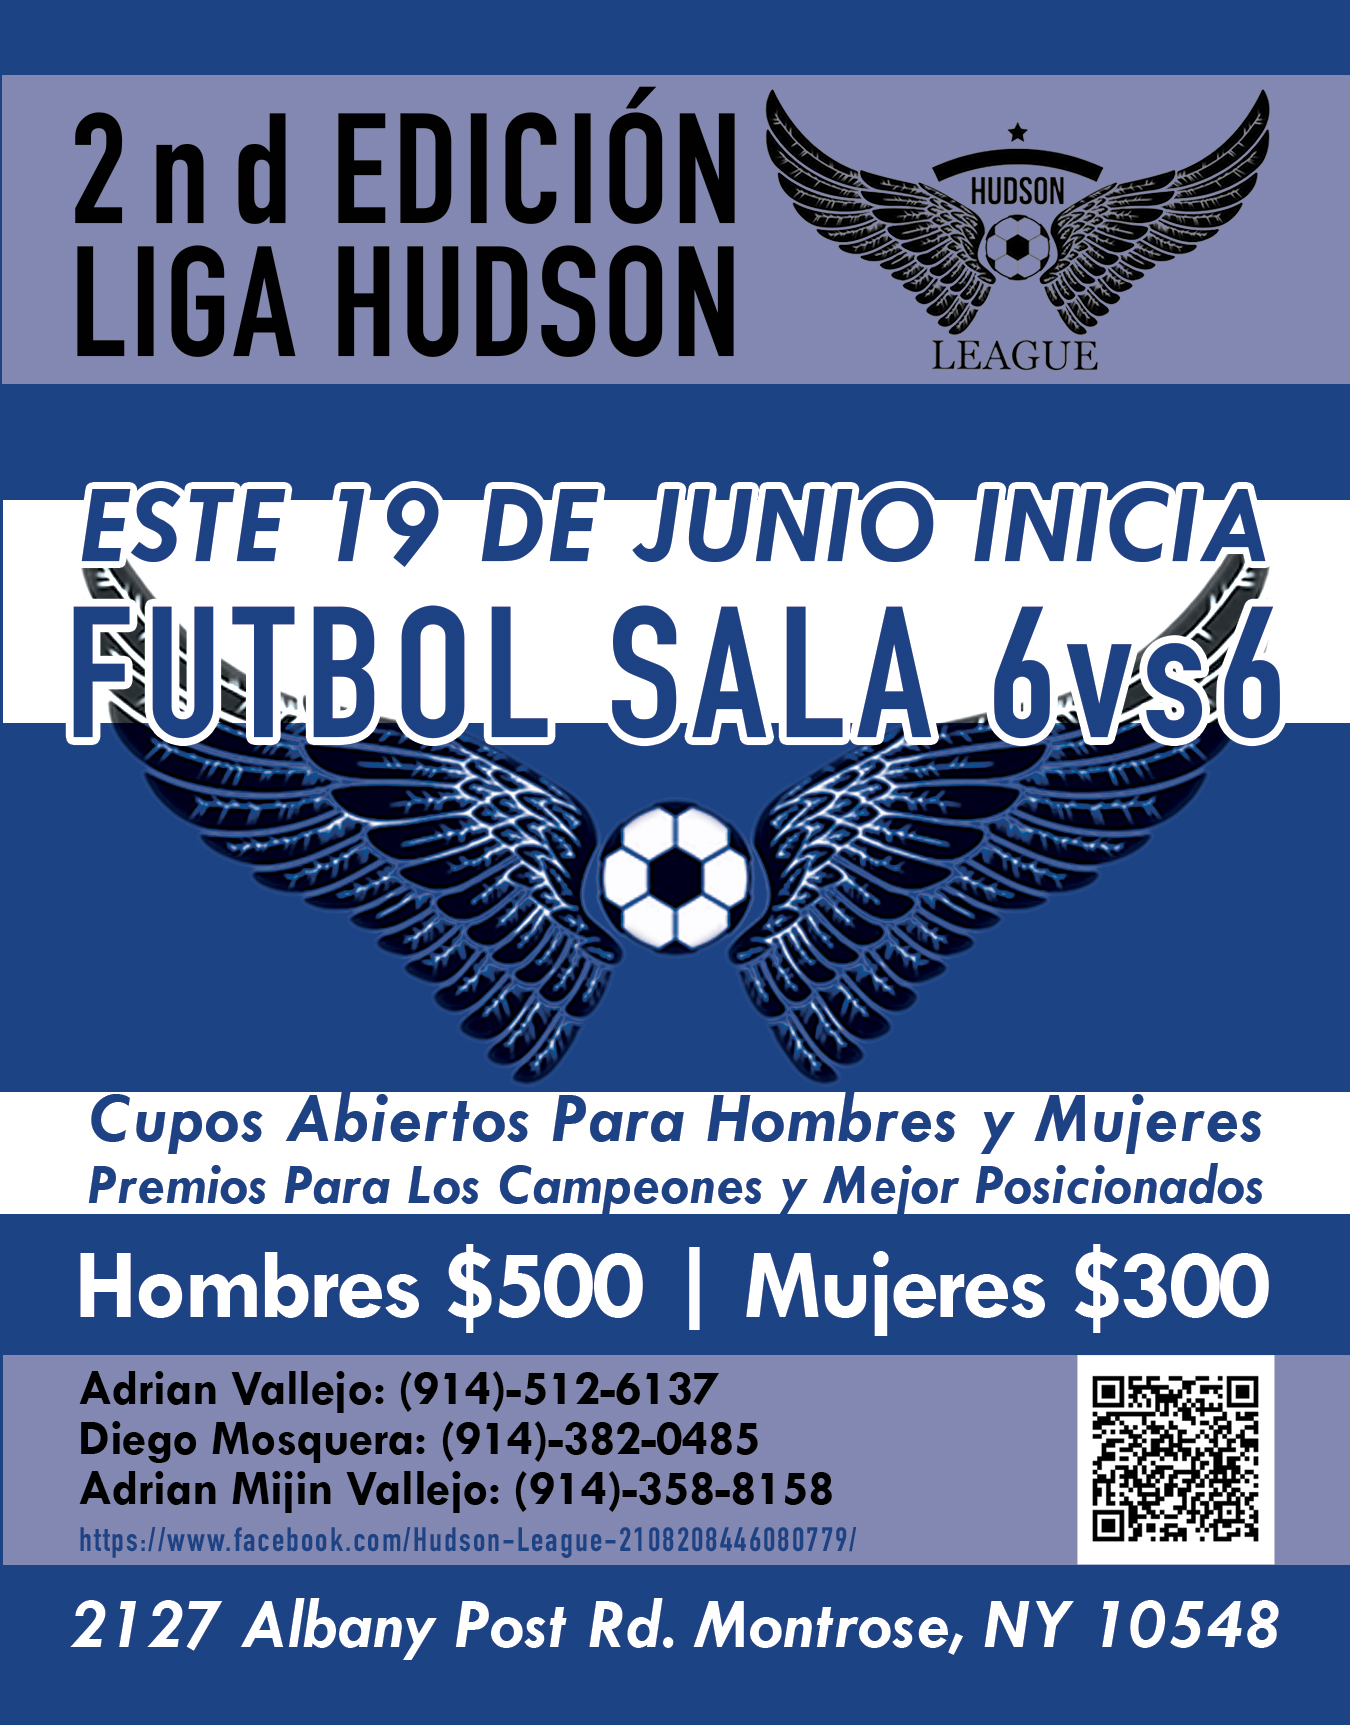 2nd EDICIÓN
LIGA HUDSON
HUDSON
LEAGUE
ESTE 19 DE JUNIO INICIA
FUTBOL SALA 6vs6
Cupos Abiertos Para Hombres y Mujeres
Premios Para Los Campeones y Mejor Posicionados
Hombres $500 | Mujeres $300
Adrian Vallejo: (914)-512-6137
Diego Mosquera: (914)-382-0485
Adrian Mijin Vallejo: (914)-358-8158
https://www.facebook.com/Hudson-League-2108208446080779/
2127 Albany Post Rd. Montrose, NY 10548